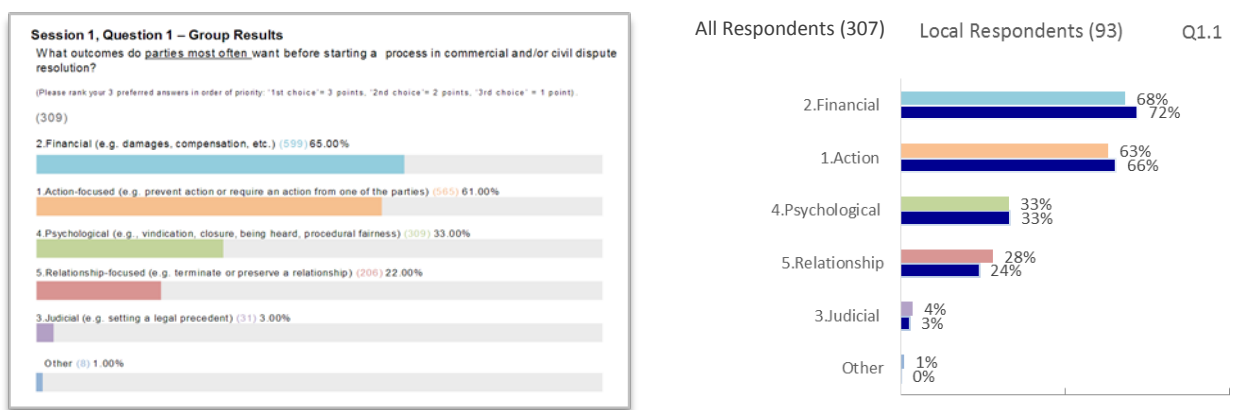 Session 1, Question 1 – Group Results
What outcomes do parties most often want before starting a process in commercial and/or civil dispute
resolution?
(Please rank your 3 preferred answers in order of priority: '1st choice'= 3 points, '2nd choice'= 2 points, '3rd choice' = 1 point).
(309)
2.Financial (e.g. damages, compensation, etc.) (599) 65.00%
1.Action-focused (e.g. prevent action or require an action from one of the parties) (565) 61.00%
4.Psychological (e.g., vindication, closure, being heard, procedural fairness) (309) 33.00%
5.Relationship-focused (e.g. terminate or preserve a relationship) (206) 22.00%
3.Judicial (e.g. setting a legal precedent) (31) 3.00%
Other (8) 1.00%
All Respondents (307) Local Respondents (93) Q1.1
2.Financial 68%
72%
1.Action 63%
66%
4.Psychological 33%
33%
5.Relationship 28%
24%
3.Judicial 4%
3%
Other 1%
0%